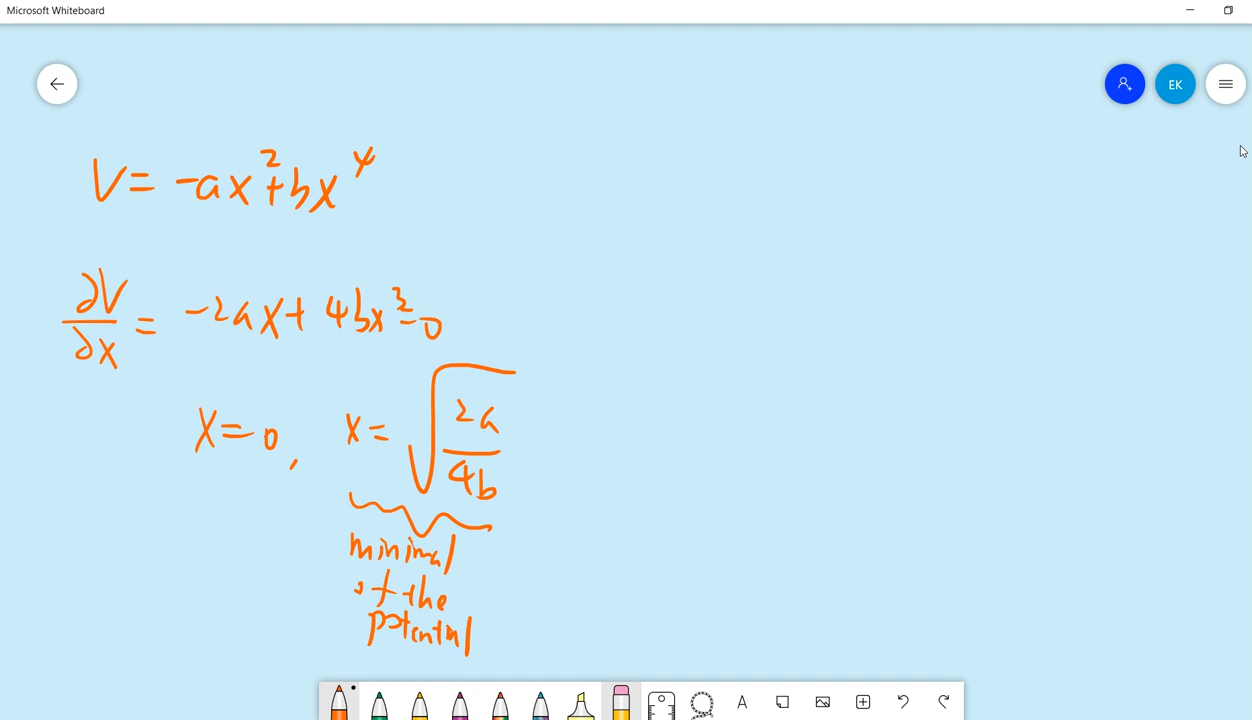 Microsoft Whiteboard
EK
V = -ax² + bx⁴
∂V/∂x = -2ax + 4bx³ = 0
x = 0, x = √(2a/4b)
minimal
of the
potential
A